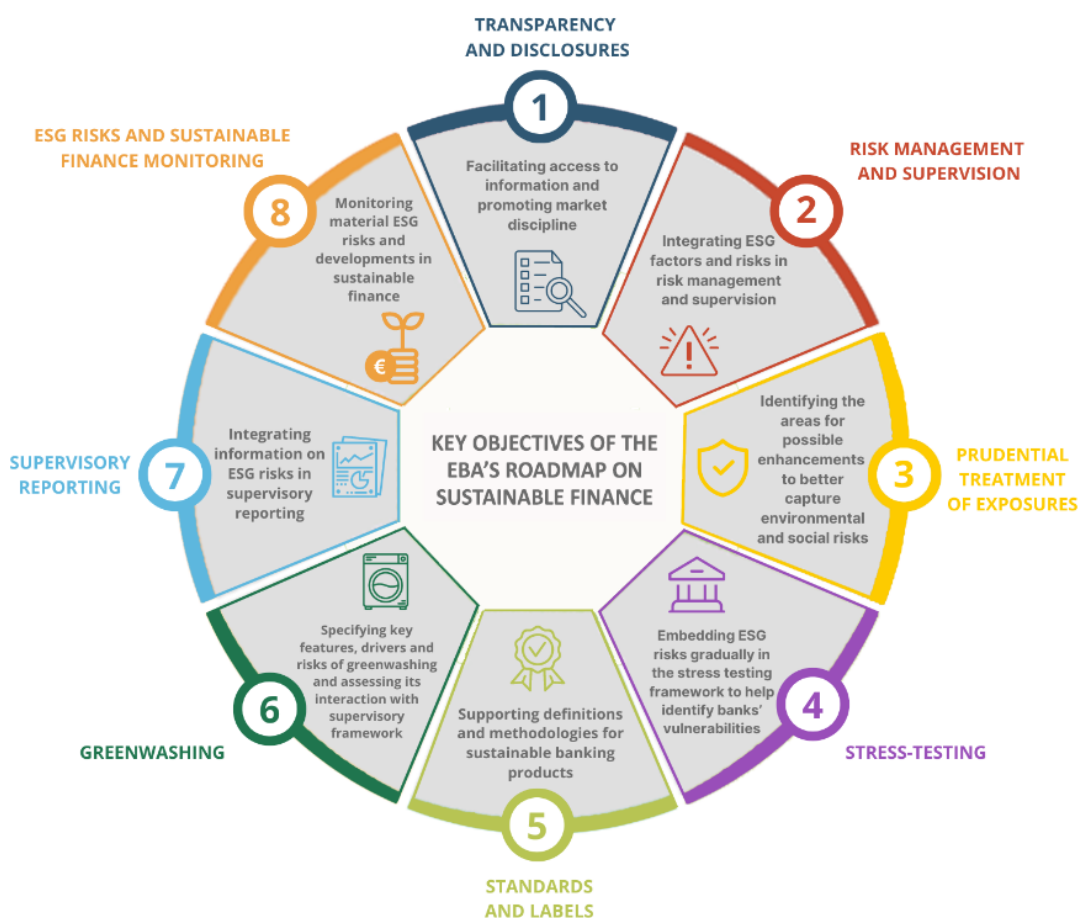 TRANSPARENCY
AND DISCLOSURES
1
Facilitating access to
information and
promoting market
discipline
RISK MANAGEMENT
AND SUPERVISION
2
Integrating ESG
factors and risks in
risk management
and supervision
PRUDENTIAL
TREATMENT
OF EXPOSURES
3
Identifying the
areas for
possible
enhancements
to better
capture
environmental
and social risks
STRESS-TESTING
4
Embedding ESG
risks gradually in
the stress testing
framework to help
identify banks'
vulnerabilities
STANDARDS
AND LABELS
5
Supporting definitions
and methodologies for
sustainable banking
products
GREENWASHING
6
Specifying key
features, drivers and
risks of greenwashing
and assessing its
interaction with
supervisory
framework
SUPERVISORY
REPORTING
7
Integrating
information on
ESG risks in
supervisory
reporting
ESG RISKS AND SUSTAINABLE
FINANCE MONITORING
8
Monitoring
material ESG
risks and
developments in
sustainable
finance
€
KEY OBJECTIVES OF THE
EBA'S ROADMAP ON
SUSTAINABLE FINANCE